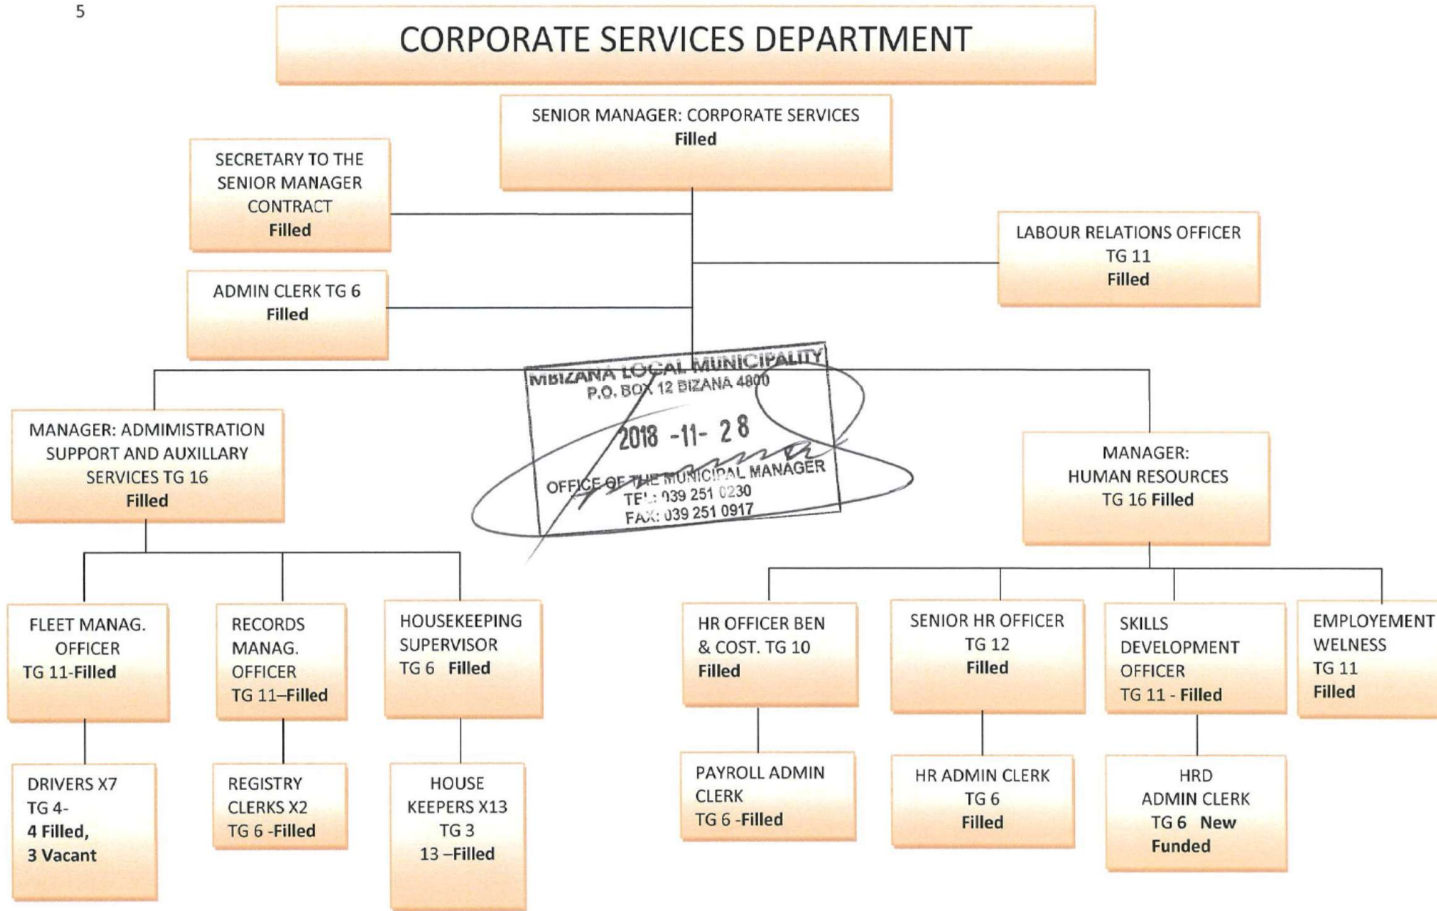 5
CORPORATE SERVICES DEPARTMENT
SENIOR MANAGER: CORPORATE SERVICES
Filled
SECRETARY TO THE
SENIOR MANAGER
CONTRACT
Filled
LABOUR RELATIONS OFFICER
TG 11
Filled
ADMIN CLERK TG 6
Filled
MBIZANA LOCAL MUNICIPALITY
P.O. BOX 12 BIZANA 4800
2018 -11- 28
OFFICE OF THE MUNICIPAL MANAGER
TEL: 039 251 0230
FAX: 039 251 0917
MANAGER: ADMIMISTRATION
SUPPORT AND AUXILLARY
SERVICES TG 16
Filled
MANAGER:
HUMAN RESOURCES
TG 16 Filled
FLEET MANAG.
OFFICER
TG 11-Filled
RECORDS
MANAG.
OFFICER
TG 11–Filled
HOUSEKEEPING
SUPERVISOR
TG 6 Filled
HR OFFICER BEN
& COST. TG 10
Filled
SENIOR HR OFFICER
TG 12
Filled
SKILLS
DEVELOPMENT
OFFICER
TG 11 - Filled
EMPLOYEMENT
WELNESS
TG 11
Filled
DRIVERS X7
TG 4-
4 Filled,
3 Vacant
REGISTRY
CLERKS X2
TG 6 -Filled
HOUSE
KEEPERS X13
TG 3
13 –Filled
PAYROLL ADMIN
CLERK
TG 6 -Filled
HR ADMIN CLERK
TG 6
Filled
HRD
ADMIN CLERK
TG 6 New
Funded